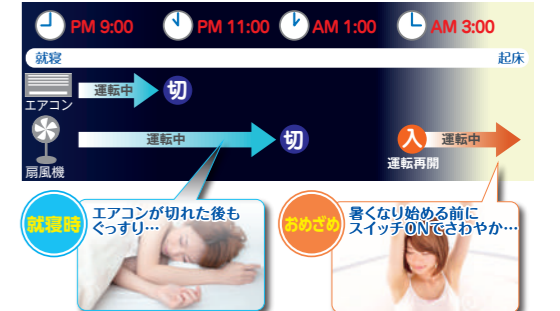 PM 9:00 PM 11:00 AM 1:00 AM 3:00
就寝 起床
エアコン 運転中 切
扇風機 運転中 切 入 運転中
運転再開
就寝時
エアコンが切れた後も
ぐっすり…
おめざめ
暑くなり始める前に
スイッチONでさわやか…